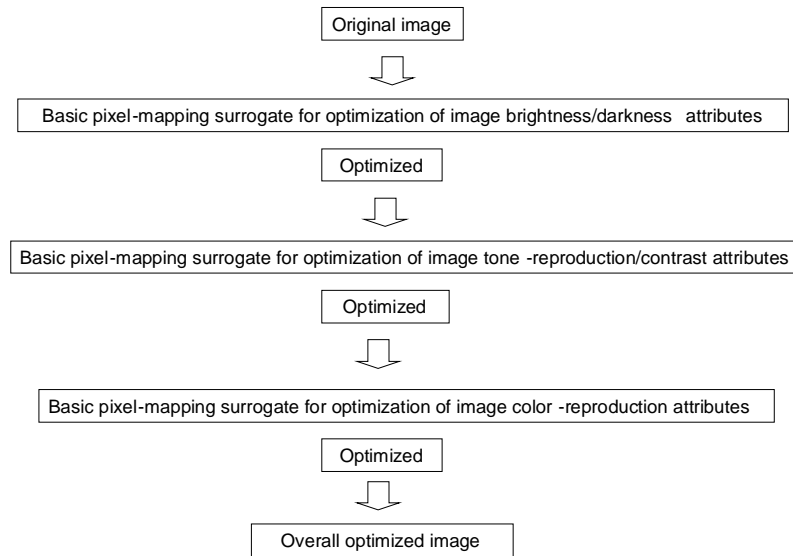 Original image
Basic pixel-mapping surrogate for optimization of image brightness/darkness attributes
Optimized
Basic pixel-mapping surrogate for optimization of image tone -reproduction/contrast attributes
Optimized
Basic pixel-mapping surrogate for optimization of image color -reproduction attributes
Optimized
Overall optimized image